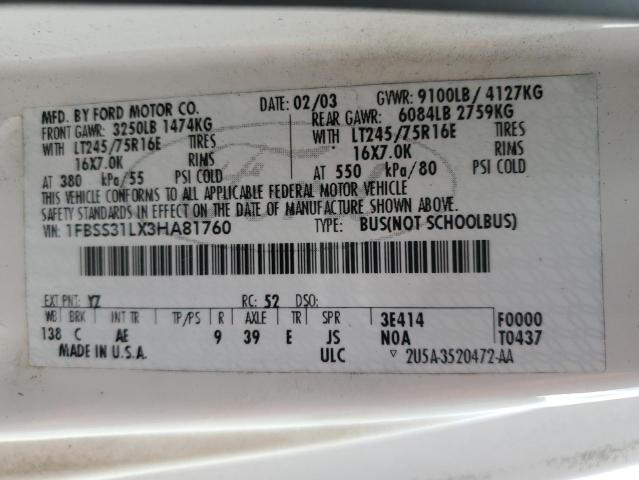 MFD. BY FORD MOTOR CO. DATE: 02/03 GVWR: 9100LB/ 4127KG
FRONT GAWR: 3250LB 1474KG REAR GAWR: 6084LB 2759KG
WITH LT245/75R16E TIRES WITH LT245/75R16E TIRES
16X7.0K RIMS 16X7.0K RIMS
AT 380 kPa/55 PSI COLD AT 550 kPa/80 PSI COLD
THIS VEHICLE CONFORMS TO ALL APPLICABLE FEDERAL MOTOR VEHICLE
SAFETY STANDARDS IN EFFECT ON THE DATE OF MANUFACTURE SHOWN ABOVE.
VIN: 1FBSS31LX3HA81760 TYPE: BUS(NOT SCHOOLBUS)
EXT PNT: YZ RC: 52 DSO:
WB BRK INT TR TP/PS R AXLE TR SPR 3E414 F0000
138 C AE 9 39 E JS N0A T0437
MADE IN U.S.A. ULC ▽ 2U5A-3520472-AA